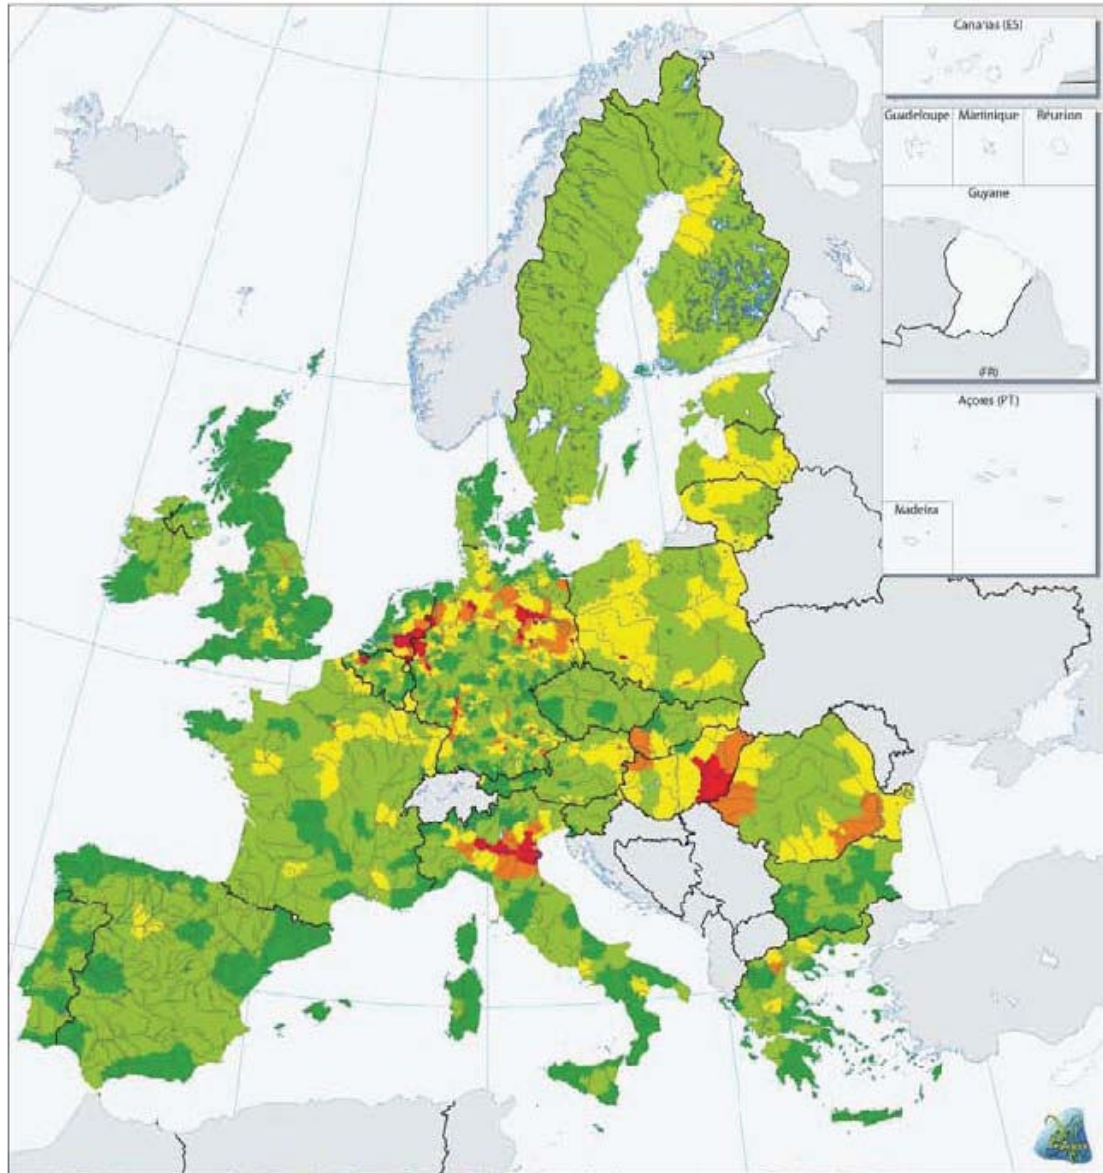 Canarias (ES)
Guadeloupe
Martinique
Réunion
Guyane
(FR)
Açores (PT)
Madeira